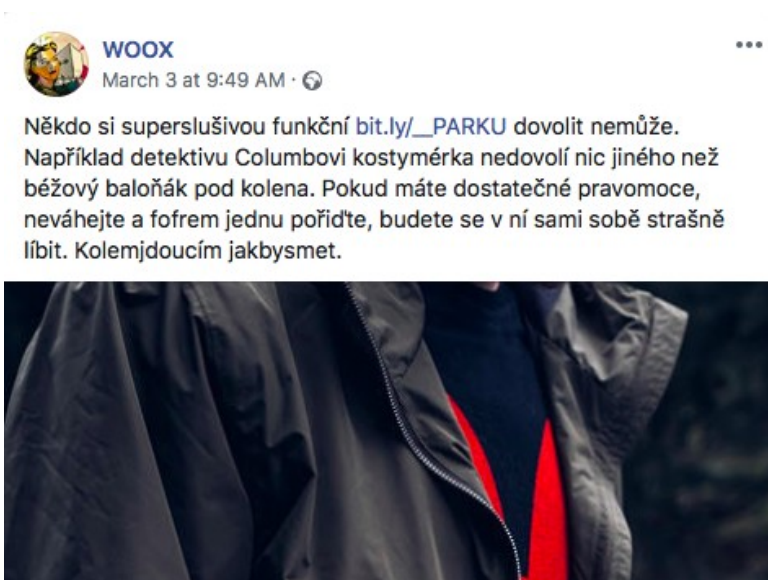 WOOX
March 3 at 9:49 AM ·
Někdo si superslušivou funkční bit.ly/__PARKU dovolit nemůže.
Například detektivu Columbovi kostymérka nedovolí nic jiného než
béžový baloňák pod kolena. Pokud máte dostatečné pravomoce,
neváhejte a fofrem jednu pořiďte, budete se v ní sami sobě strašně
líbit. Kolemjdoucím jakbysmet.